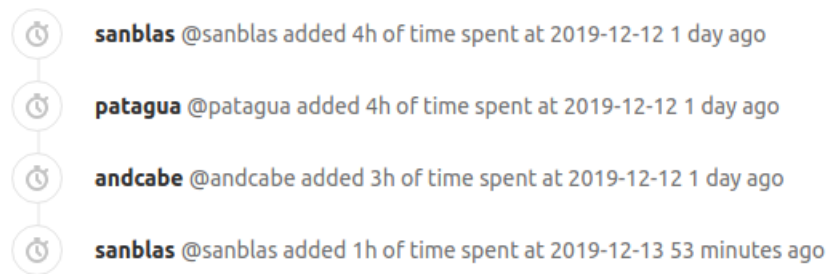 sanblas @sanblas added 4h of time spent at 2019-12-12 1 day ago
patagua @patagua added 4h of time spent at 2019-12-12 1 day ago
andcabe @andcabe added 3h of time spent at 2019-12-12 1 day ago
sanblas @sanblas added 1h of time spent at 2019-12-13 53 minutes ago